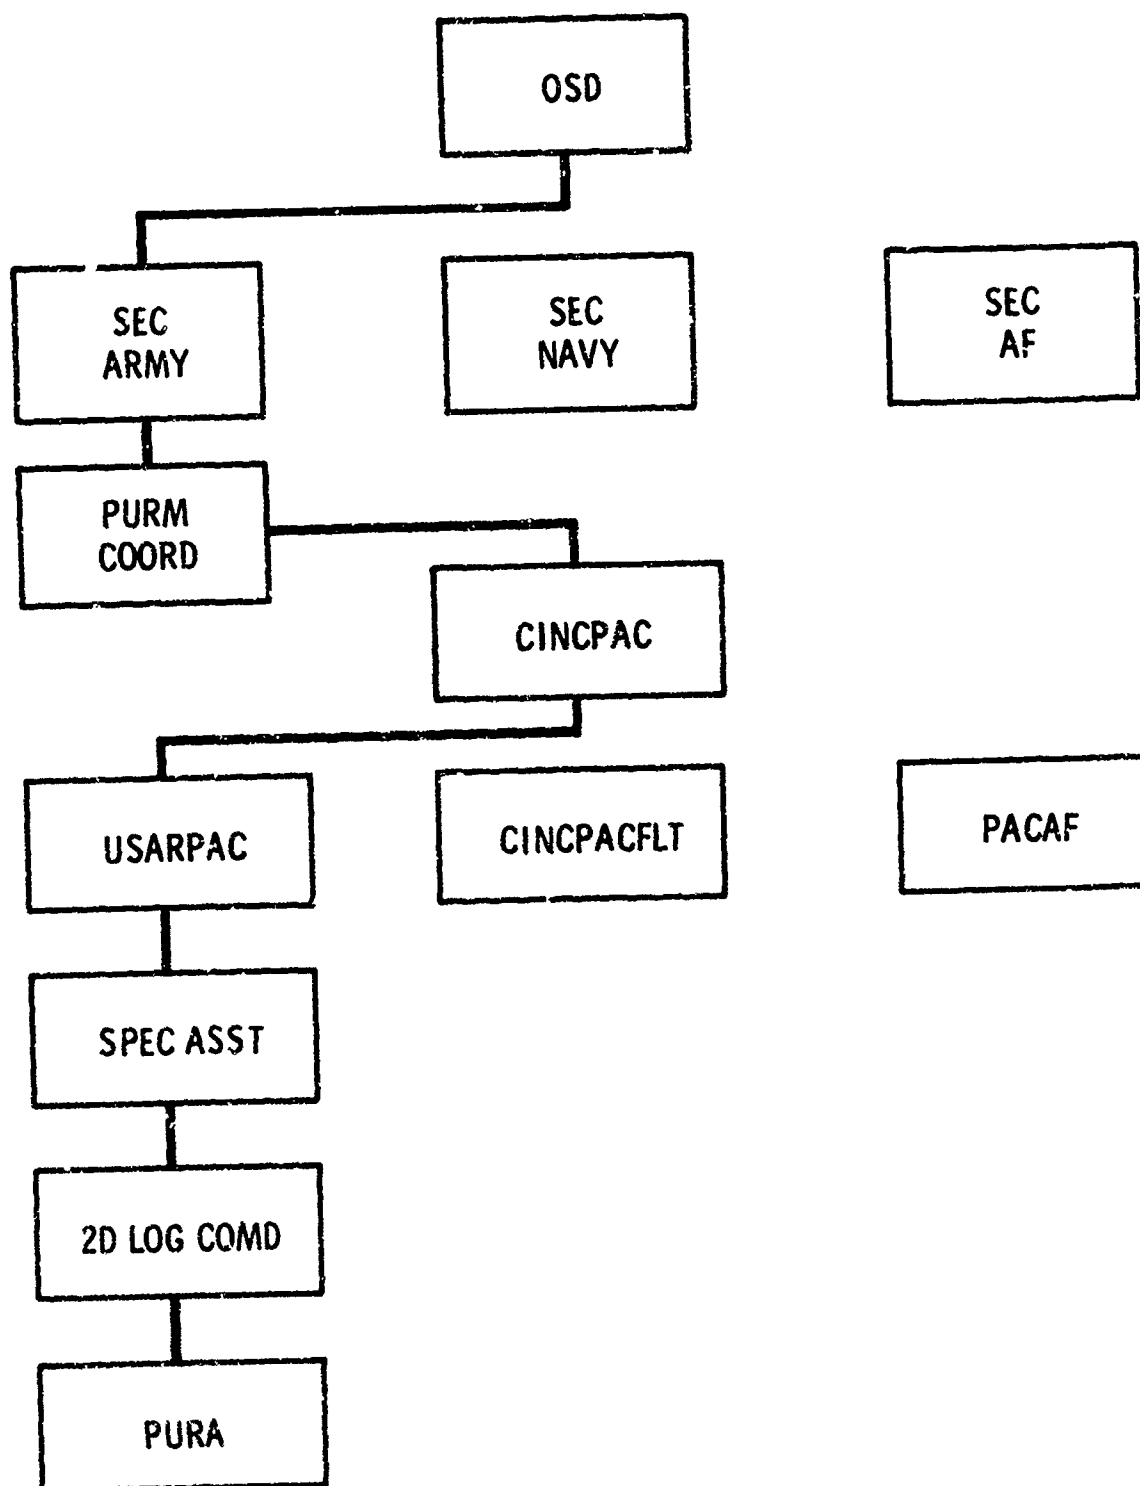 OSD
SEC
ARMY
SEC
NAVY
SEC
AF
PURM
COORD
CINCPAC
USARPAC
CINCPACFLT
PACAF
SPEC ASST
2D LOG COMD
PURA